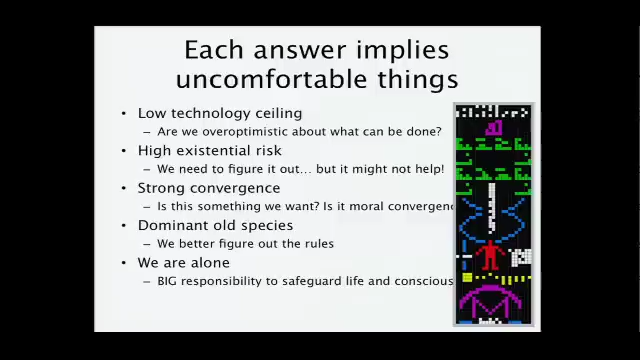 Each answer implies
uncomfortable things
• Low technology ceiling
– Are we overoptimistic about what can be done?
• High existential risk
– We need to figure it out... but it might not help!
• Strong convergence
– Is this something we want? Is it moral convergenc
• Dominant old species
– We better figure out the rules
• We are alone
– BIG responsibility to safeguard life and conscious